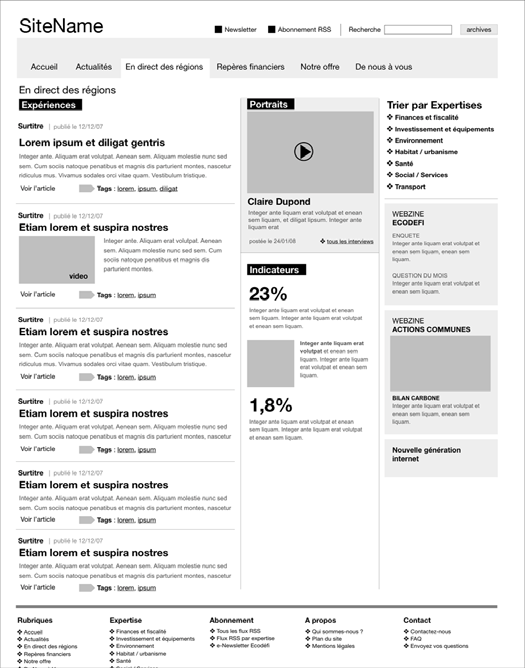 SiteName
Newsletter Abonnement RSS Recherche archives
Accueil Actualités En direct des régions Repères financiers Notre offre De nous à vous
En direct des régions
Expériences
Surtitre | publié le 12/12/07
Lorem ipsum et diligat gentris
Integer ante. Aliquam erat volutpat. Aenean sem. Aliquam molestie nunc sed
sem. Cum sociis natoque penatibus et magnis dis parturient montes, nascetur
ridiculus mus. Vivamus sodales orci vitae quam. Vestibulum tristique.
Voir l'article Tags : lorem, ipsum, diligat
Surtitre | publié le 12/12/07
Etiam lorem et suspira nostres
video
Integer ante. Aliquam erat volutpat. Aenean
sem. Aliquam molestie nunc sed sem. Cum
sociis natoque penatibus et magnis dis
parturient montes.
Voir l'article Tags : lorem, ipsum
Surtitre | publié le 12/12/07
Etiam lorem et suspira nostres
Integer ante. Aliquam erat volutpat. Aenean sem. Aliquam molestie nunc sed
sem. Cum sociis natoque penatibus et magnis dis parturient montes, nascetur
ridiculus mus. Vivamus sodales orci vitae quam. Vestibulum tristique.
Voir l'article Tags : lorem, ipsum
Surtitre | publié le 12/12/07
Etiam lorem et suspira nostres
Integer ante. Aliquam erat volutpat. Aenean sem. Aliquam molestie nunc sed
sem. Cum sociis natoque penatibus et magnis dis parturient montes, nascetur
Voir l'article Tags : lorem, ipsum
Surtitre | publié le 12/12/07
Etiam lorem et suspira nostres
Integer ante. Aliquam erat volutpat. Aenean sem. Aliquam molestie nunc sed
sem. Cum sociis natoque penatibus et magnis dis parturient montes, nascetur
Voir l'article Tags : lorem, ipsum
Surtitre | publié le 12/12/07
Etiam lorem et suspira nostres
Integer ante. Aliquam erat volutpat. Aenean sem. Aliquam molestie nunc sed
sem. Cum sociis natoque penatibus et magnis dis parturient montes, nascetur
Voir l'article Tags : lorem, ipsum
Portraits
Claire Dupond
Integer ante liquam erat volutpat et enean
sem liquam, et diligat lipsum. Integer ante
liquam erat
postée le 24/01/08 tous les interviews
Indicateurs
23%
Integer ante liquam erat volutpat et enean
sem liquam. Integer ante liquam erat volutpat
et enean sem liquam.
Integer ante liquam erat
volutpat et enean sem
liquam. Integer ante liquam
erat volutpat et enean sem
liquam.
1,8%
Integer ante liquam erat volutpat et enean
sem liquam. Integer ante liquam erat volutpat
et enean sem liquam.
Trier par Expertises
Finances et fiscalité
Investissement et équipements
Environnement
Habitat / urbanisme
Santé
Social / Services
Transport
WEBZINE
ECODEFI
ENQUETE
Integer ante liquam erat volutpat et
enean sem liquam, enean sem
liquam.
QUESTION DU MOIS
Integer ante liquam erat volutpat et
enean sem liquam.
WEBZINE
ACTIONS COMMUNES
BILAN CARBONE
Integer ante liquam erat volutpat et
enean sem liquam, enean sem
liquam.
Nouvelle génération
internet
Rubriques
Accueil
Actualités
En direct des régions
Repères financiers
Notre offre
Expertise
Finances et fiscalité
Investissement et équipements
Environnement
Habitat / urbanisme
Santé
Abonnement
Tous les flux RSS
Flux RSS par expertise
e-Newsletter Ecodéfi
A propos
Qui sommes-nous ?
Plan du site
Mentions légales
Contact
Contactez-nous
FAQ
Envoyez vos questions